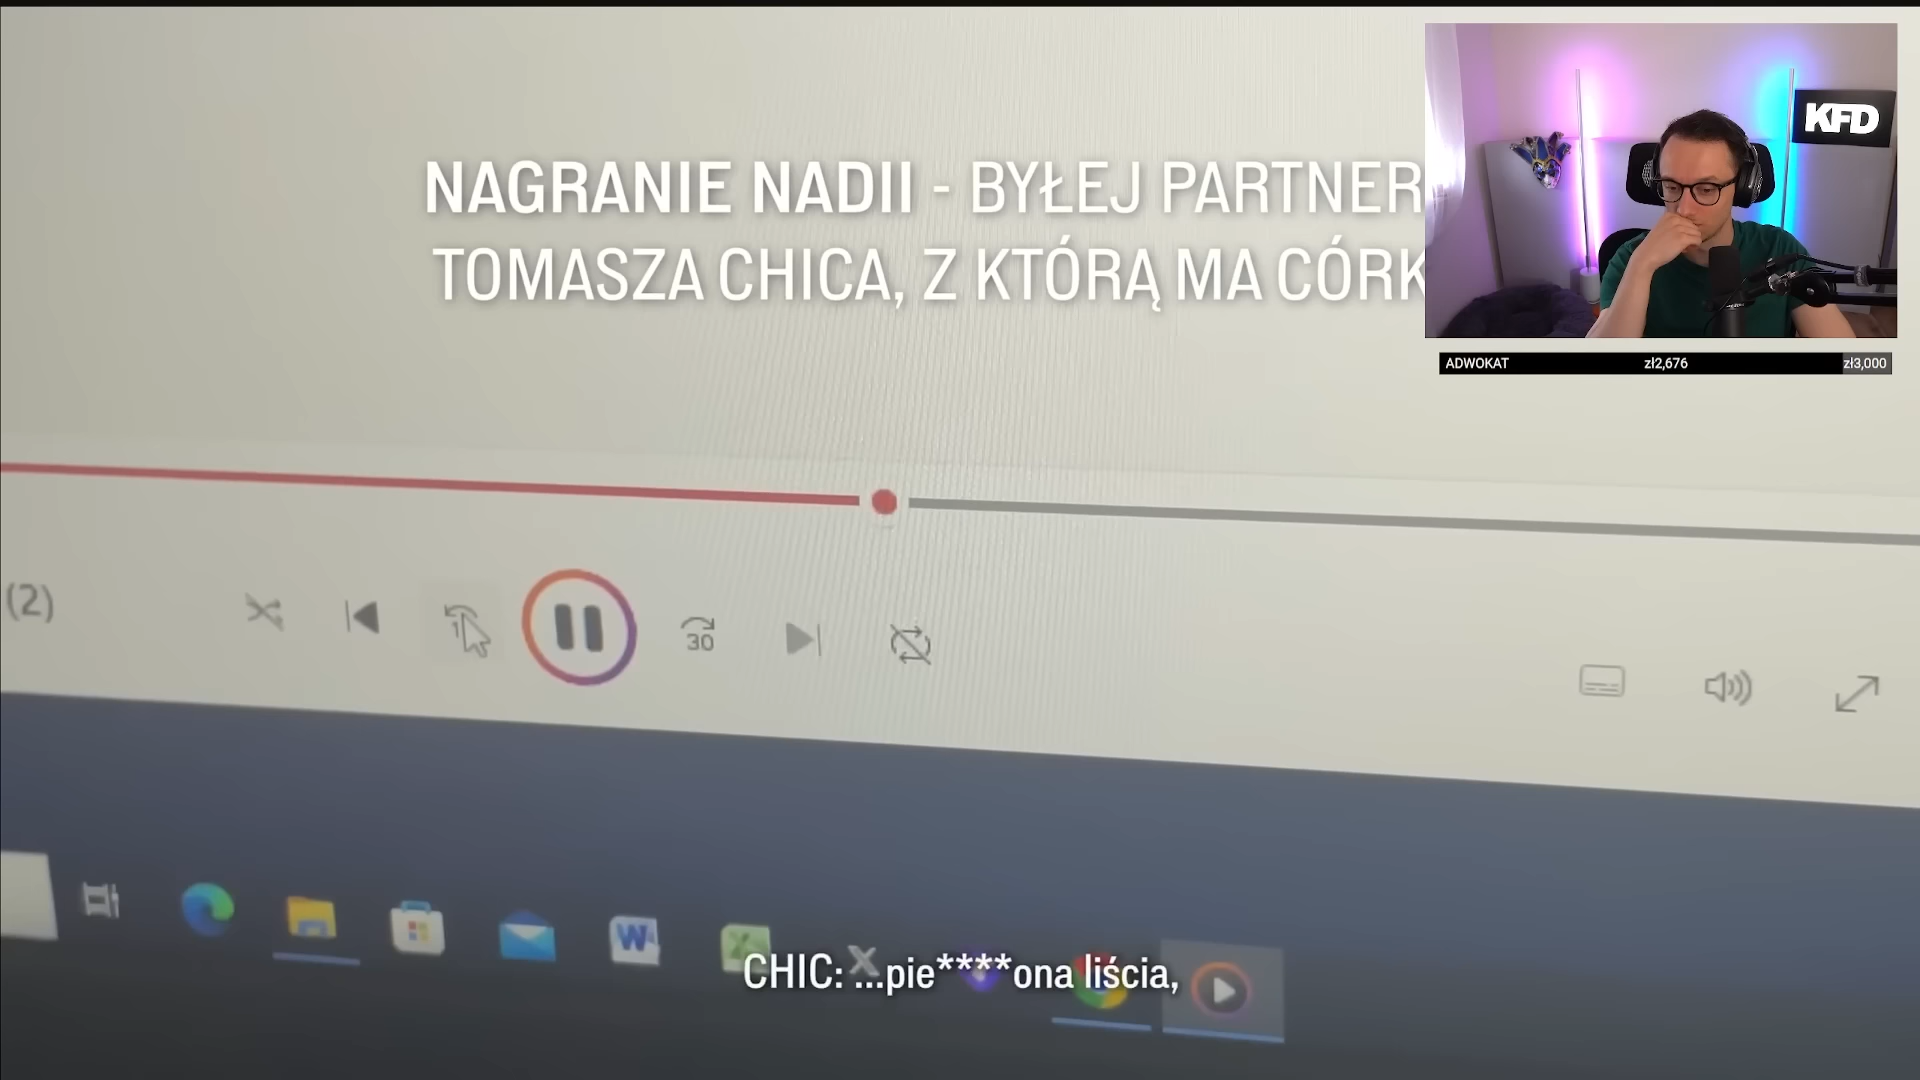 NAGRANIE NADII - BYŁEJ PARTNER
TOMASZA CHICA, Z KTÓRĄ MA CÓRK
KFD
ADWOKAT zł2,676 zł3,000
(2)
30
CHIC: ...pie****ona liścia,